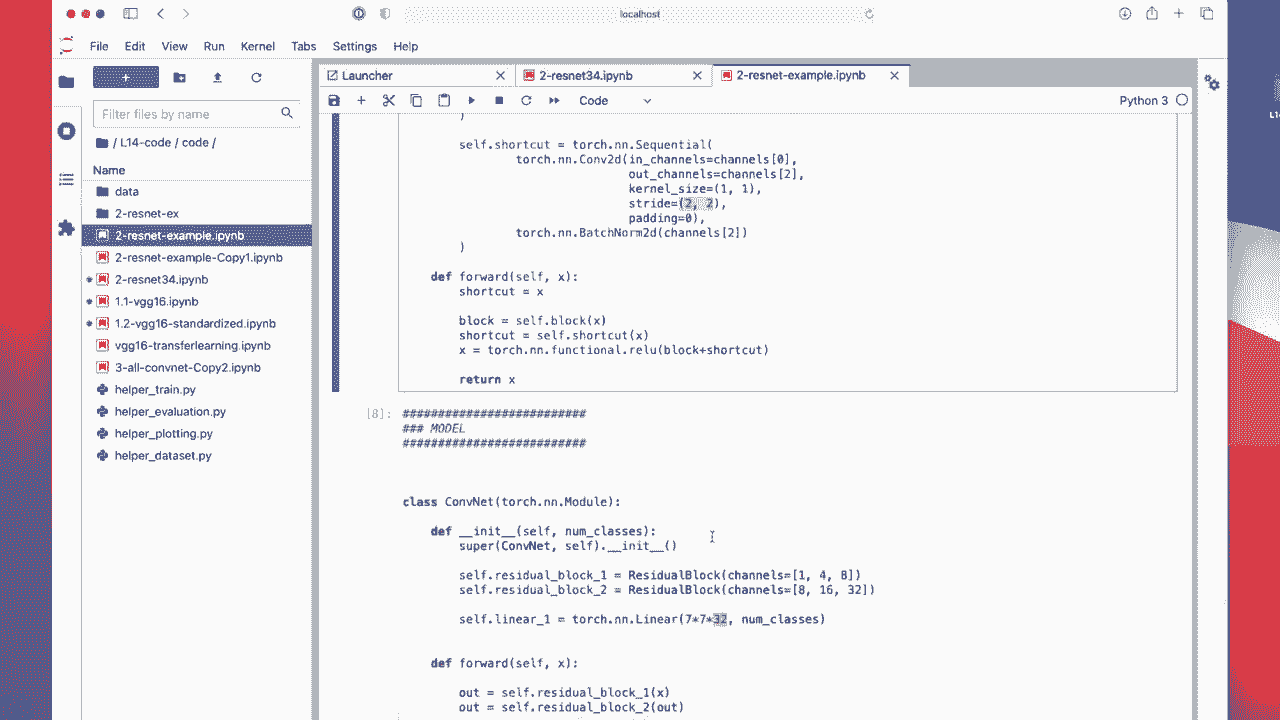 localhost
File Edit View Run Kernel Tabs Settings Help
Launcher
2-resnet34.ipynb
2-resnet-example.ipynb
Code
Python 3
Filter files by name
/ L14-code / code /
Name
data
2-resnet-ex
2-resnet-example.ipynb
2-resnet-example-Copy1.ipynb
2-resnet34.ipynb
1.1-vgg16.ipynb
1.2-vgg16-standardized.ipynb
vgg16-transferlearning.ipynb
3-all-convnet-Copy2.ipynb
helper_train.py
helper_evaluation.py
helper_plotting.py
helper_dataset.py
)
self.shortcut = torch.nn.Sequential(
torch.nn.Conv2d(in_channels=channels[0],
out_channels=channels[2],
kernel_size=(1, 1),
stride=(2, 2),
padding=0),
torch.nn.BatchNorm2d(channels[2])
)
def forward(self, x):
shortcut = x
block = self.block(x)
shortcut = self.shortcut(x)
x = torch.nn.functional.relu(block+shortcut)
return x
[8]:
##########################
### MODEL
##########################
class ConvNet(torch.nn.Module):
def __init__(self, num_classes):
super(ConvNet, self).__init__()
self.residual_block_1 = ResidualBlock(channels=[1, 4, 8])
self.residual_block_2 = ResidualBlock(channels=[8, 16, 32])
self.linear_1 = torch.nn.Linear(7*7*32, num_classes)
def forward(self, x):
out = self.residual_block_1(x)
out = self.residual_block_2(out)